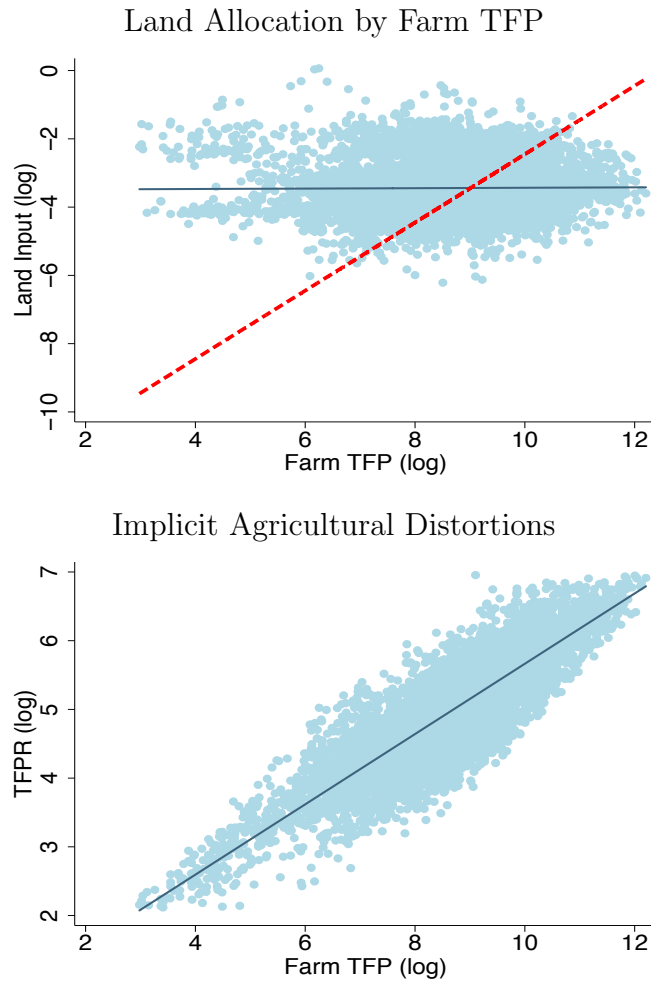 Land Allocation by Farm TFP
Land Input (log)
0
−2
−4
−6
−8
−10
2 4 6 8 10 12
Farm TFP (log)
Implicit Agricultural Distortions
TFPR (log)
7
6
5
4
3
2
2 4 6 8 10 12
Farm TFP (log)